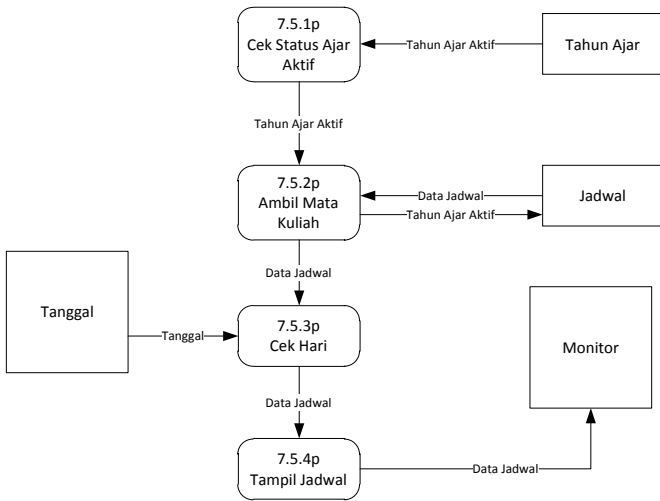 7.5.1p
Cek Status Ajar
Aktif
Tahun Ajar Aktif
Tahun Ajar
Tahun Ajar Aktif
7.5.2p
Ambil Mata
Kuliah
Data Jadwal
Tahun Ajar Aktif
Jadwal
Data Jadwal
Tanggal
Tanggal
7.5.3p
Cek Hari
Monitor
Data Jadwal
7.5.4p
Tampil Jadwal
Data Jadwal